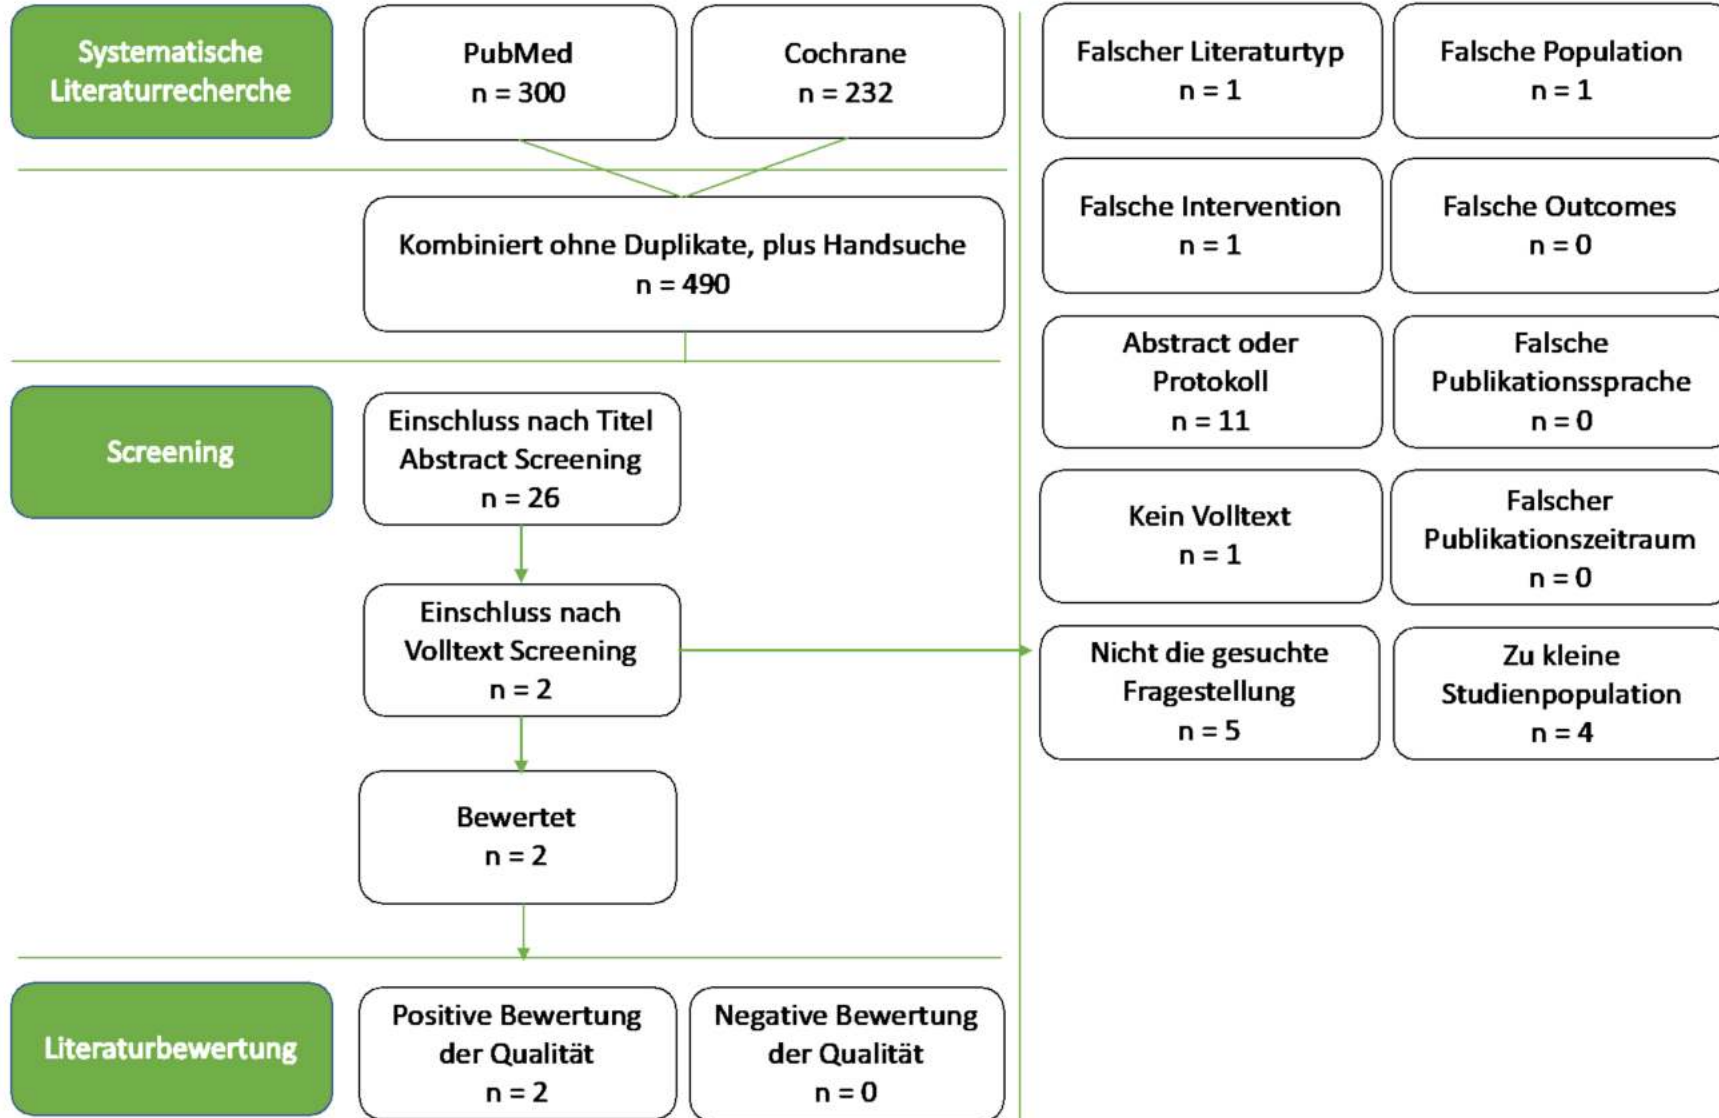 Systematische
Literaturrecherche
PubMed
n = 300
Cochrane
n = 232
Kombiniert ohne Duplikate, plus Handsuche
n = 490
Screening
Einschluss nach Titel
Abstract Screening
n = 26
Einschluss nach
Volltext Screening
n = 2
Bewertet
n = 2
Literaturbewertung
Positive Bewertung
der Qualität
n = 2
Negative Bewertung
der Qualität
n = 0
Falscher Literaturtyp
n = 1
Falsche Population
n = 1
Falsche Intervention
n = 1
Falsche Outcomes
n = 0
Abstract oder
Protokoll
n = 11
Falsche
Publikationssprache
n = 0
Kein Volltext
n = 1
Falscher
Publikationszeitraum
n = 0
Nicht die gesuchte
Fragestellung
n = 5
Zu kleine
Studienpopulation
n = 4